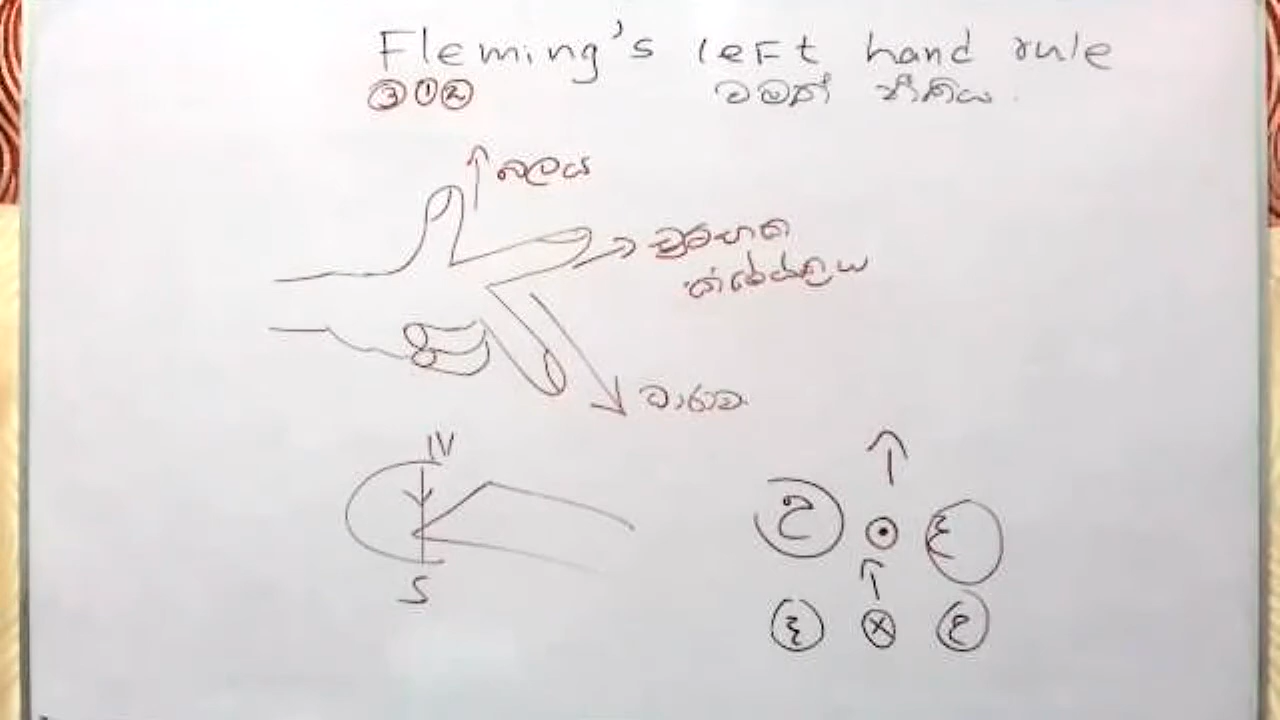 Fleming's left hand rule
③①② වමත් නීතිය.
බලය
චුම්භක
ක්ෂේත්‍රය
ධාරාව
N
S
උ ද
ද උ